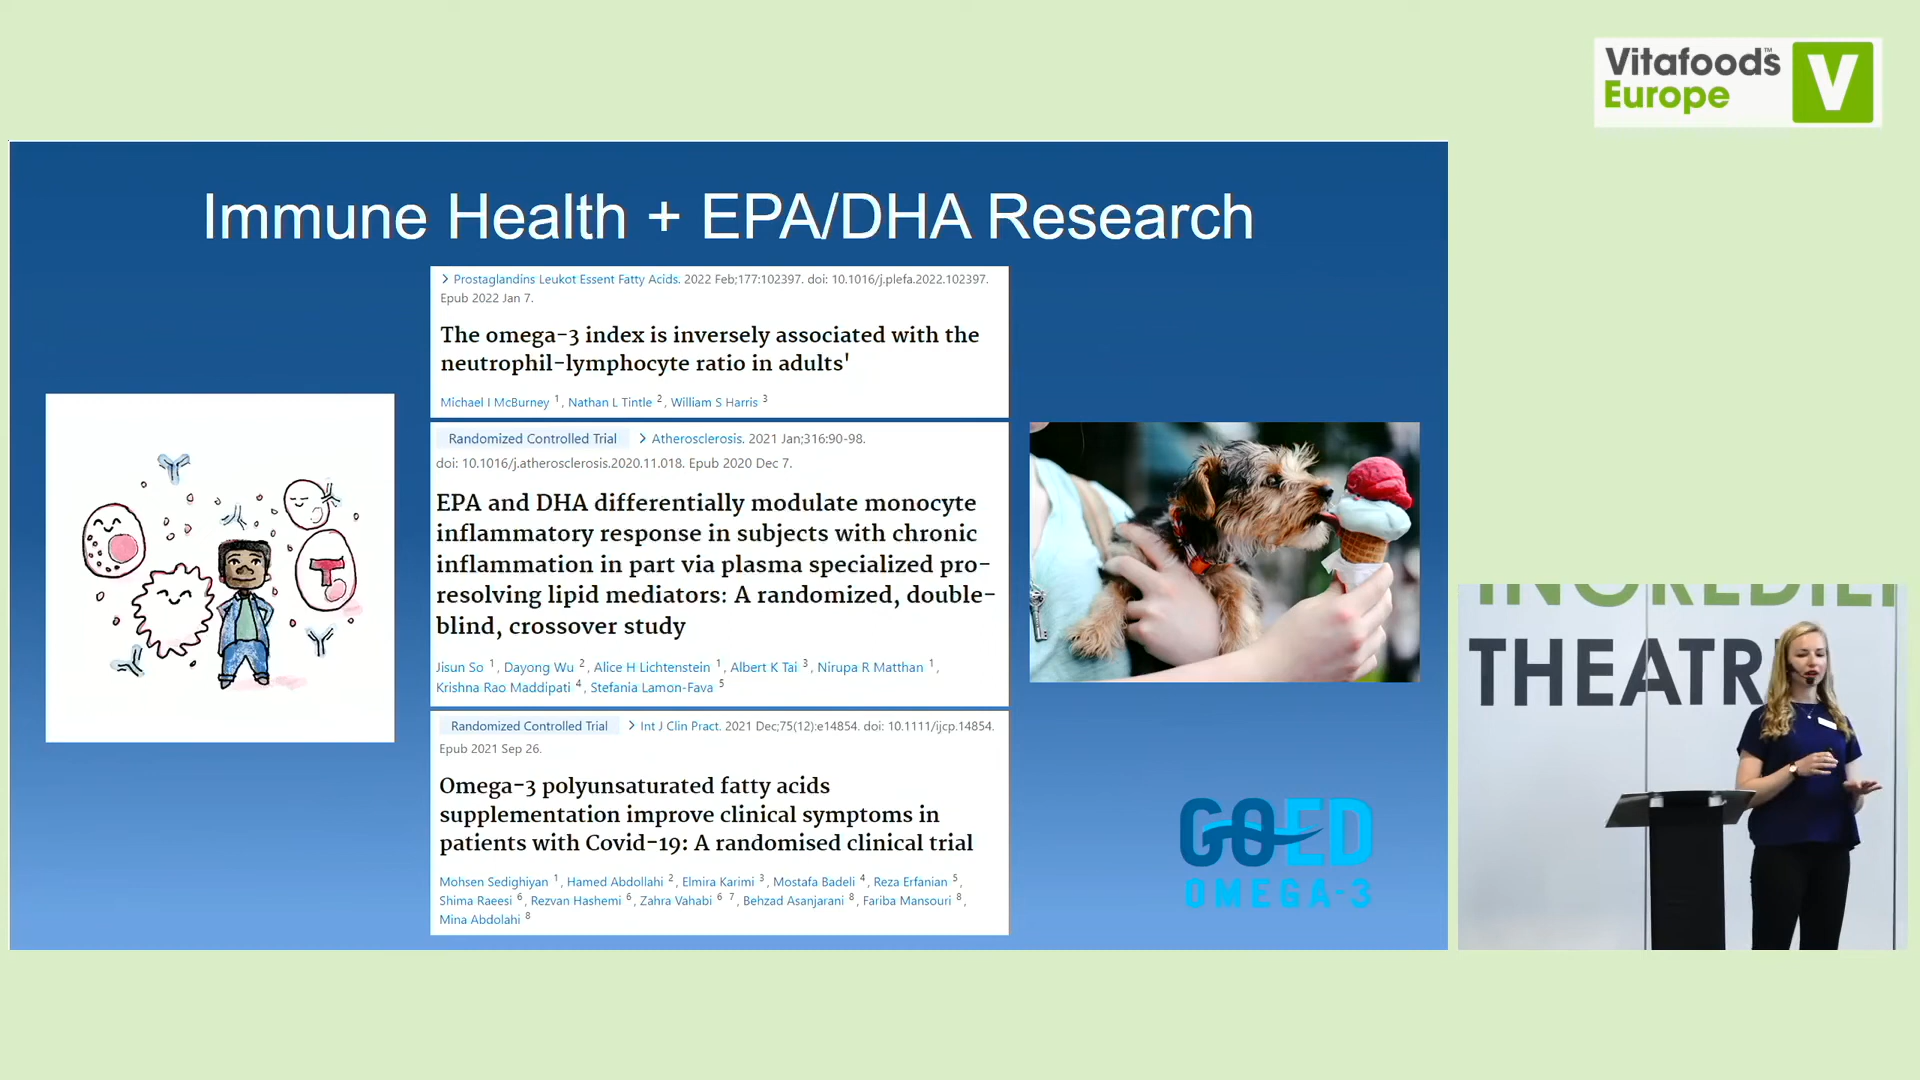 Vitafoods™
Europe
V
Immune Health + EPA/DHA Research
> Prostaglandins Leukot Essent Fatty Acids. 2022 Feb;177:102397. doi: 10.1016/j.plefa.2022.102397.
Epub 2022 Jan 7.
The omega-3 index is inversely associated with the
neutrophil-lymphocyte ratio in adults'
Michael I McBurney 1, Nathan L Tintle 2, William S Harris 3
Randomized Controlled Trial > Atherosclerosis. 2021 Jan;316:90-98.
doi: 10.1016/j.atherosclerosis.2020.11.018. Epub 2020 Dec 7.
EPA and DHA differentially modulate monocyte
inflammatory response in subjects with chronic
inflammation in part via plasma specialized pro-
resolving lipid mediators: A randomized, double-
blind, crossover study
Jisun So 1, Dayong Wu 2, Alice H Lichtenstein 1, Albert K Tai 3, Nirupa R Matthan 1,
Krishna Rao Maddipati 4, Stefania Lamon-Fava 5
Randomized Controlled Trial > Int J Clin Pract. 2021 Dec;75(12):e14854. doi: 10.1111/ijcp.14854.
Epub 2021 Sep 26.
Omega-3 polyunsaturated fatty acids
supplementation improve clinical symptoms in
patients with Covid-19: A randomised clinical trial
Mohsen Sedighiyan 1, Hamed Abdollahi 2, Elmira Karimi 3, Mostafa Badeli 4, Reza Erfanian 5,
Shima Raeesi 6, Rezvan Hashemi 6, Zahra Vahabi 6 7, Behzad Asanjarani 8, Fariba Mansouri 8,
Mina Abdolahi 8
T
GOED
OMEGA-3
INGREDIE
THEATR